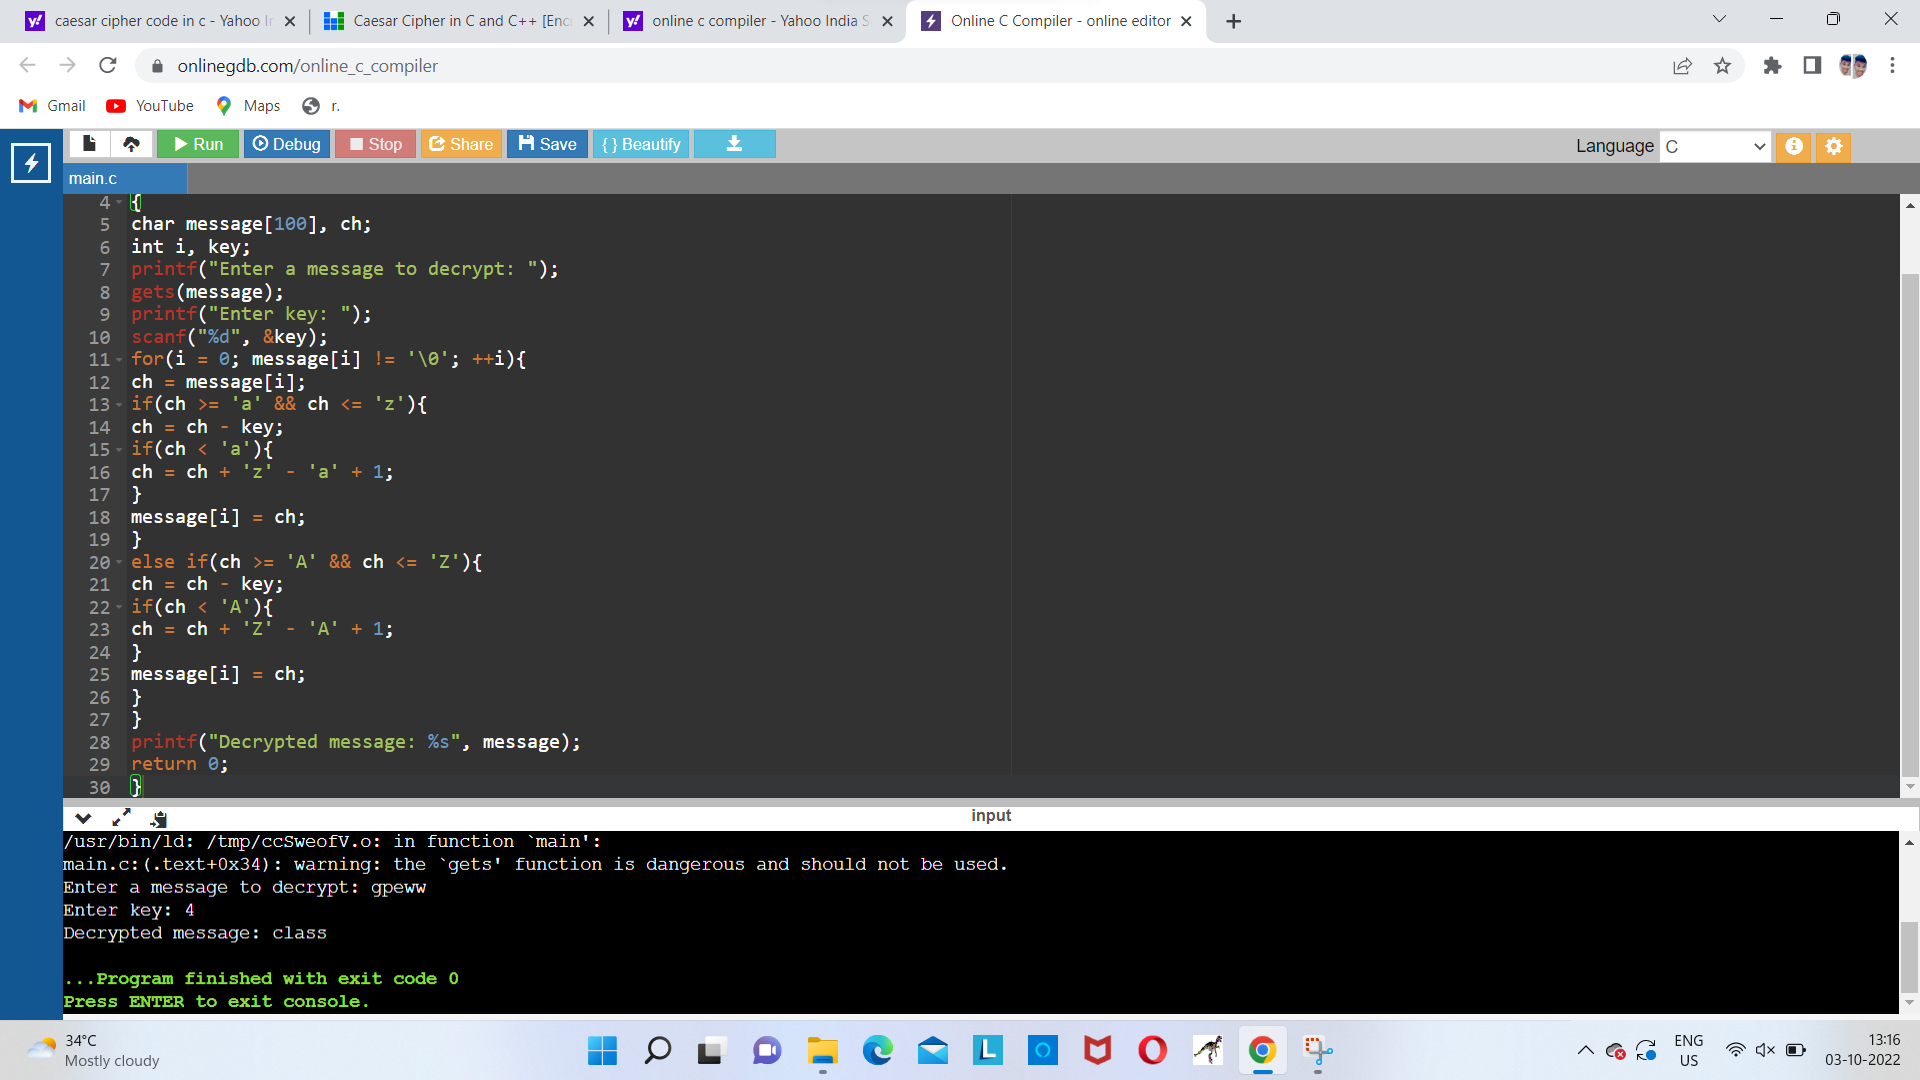 caesar cipher code in c - Yahoo In
Caesar Cipher in C and C++ [Encr
online c compiler - Yahoo India S
Online C Compiler - online editor
onlinegdb.com/online_c_compiler
Gmail YouTube Maps r.
Run Debug Stop Share Save {} Beautify
Language C
main.c
4 {
5 char message[100], ch;
6 int i, key;
7 printf("Enter a message to decrypt: ");
8 gets(message);
9 printf("Enter key: ");
10 scanf("%d", &key);
11 for(i = 0; message[i] != '\0'; ++i){
12 ch = message[i];
13 if(ch >= 'a' && ch <= 'z'){
14 ch = ch - key;
15 if(ch < 'a'){
16 ch = ch + 'z' - 'a' + 1;
17 }
18 message[i] = ch;
19 }
20 else if(ch >= 'A' && ch <= 'Z'){
21 ch = ch - key;
22 if(ch < 'A'){
23 ch = ch + 'Z' - 'A' + 1;
24 }
25 message[i] = ch;
26 }
27 }
28 printf("Decrypted message: %s", message);
29 return 0;
30 }
input
/usr/bin/ld: /tmp/ccSweofV.o: in function `main':
main.c:(.text+0x34): warning: the `gets' function is dangerous and should not be used.
Enter a message to decrypt: gpeww
Enter key: 4
Decrypted message: class
...Program finished with exit code 0
Press ENTER to exit console.
34°C
Mostly cloudy
ENG
US
13:16
03-10-2022